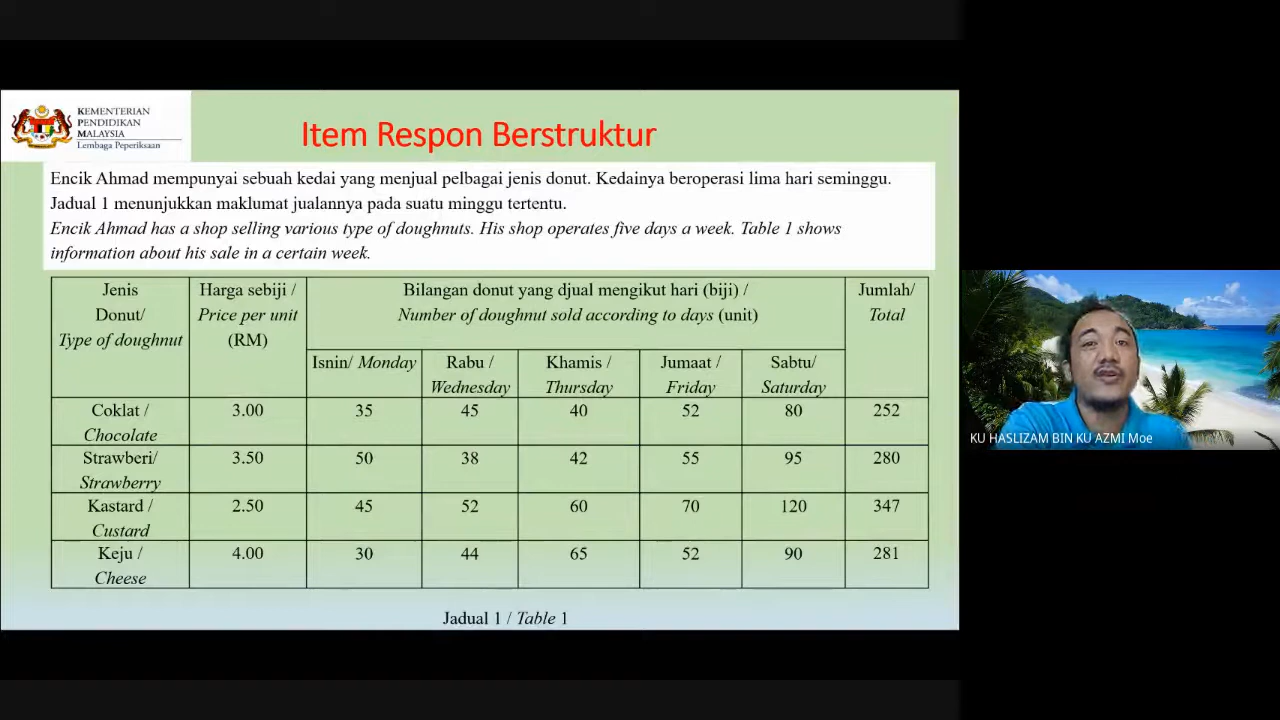 KEMENTERIAN
PENDIDIKAN
MALAYSIA
Lembaga Peperiksaan
Item Respon Berstruktur
Encik Ahmad mempunyai sebuah kedai yang menjual pelbagai jenis donut. Kedainya beroperasi lima hari seminggu.
Jadual 1 menunjukkan maklumat jualannya pada suatu minggu tertentu.
Encik Ahmad has a shop selling various type of doughnuts. His shop operates five days a week. Table 1 shows
information about his sale in a certain week.
Jenis
Donut/
Type of doughnut
Harga sebiji /
Price per unit
(RM)
Bilangan donut yang djual mengikut hari (biji) /
Number of doughnut sold according to days (unit)
Jumlah/
Total
Isnin/ Monday
Rabu /
Wednesday
Khamis /
Thursday
Jumaat /
Friday
Sabtu/
Saturday
Coklat /
Chocolate
3.00 35 45 40 52 80 252
Strawberi/
Strawberry
3.50 50 38 42 55 95 280
Kastard /
Custard
2.50 45 52 60 70 120 347
Keju /
Cheese
4.00 30 44 65 52 90 281
Jadual 1 / Table 1
KU HASLIZAM BIN KU AZMI Moe